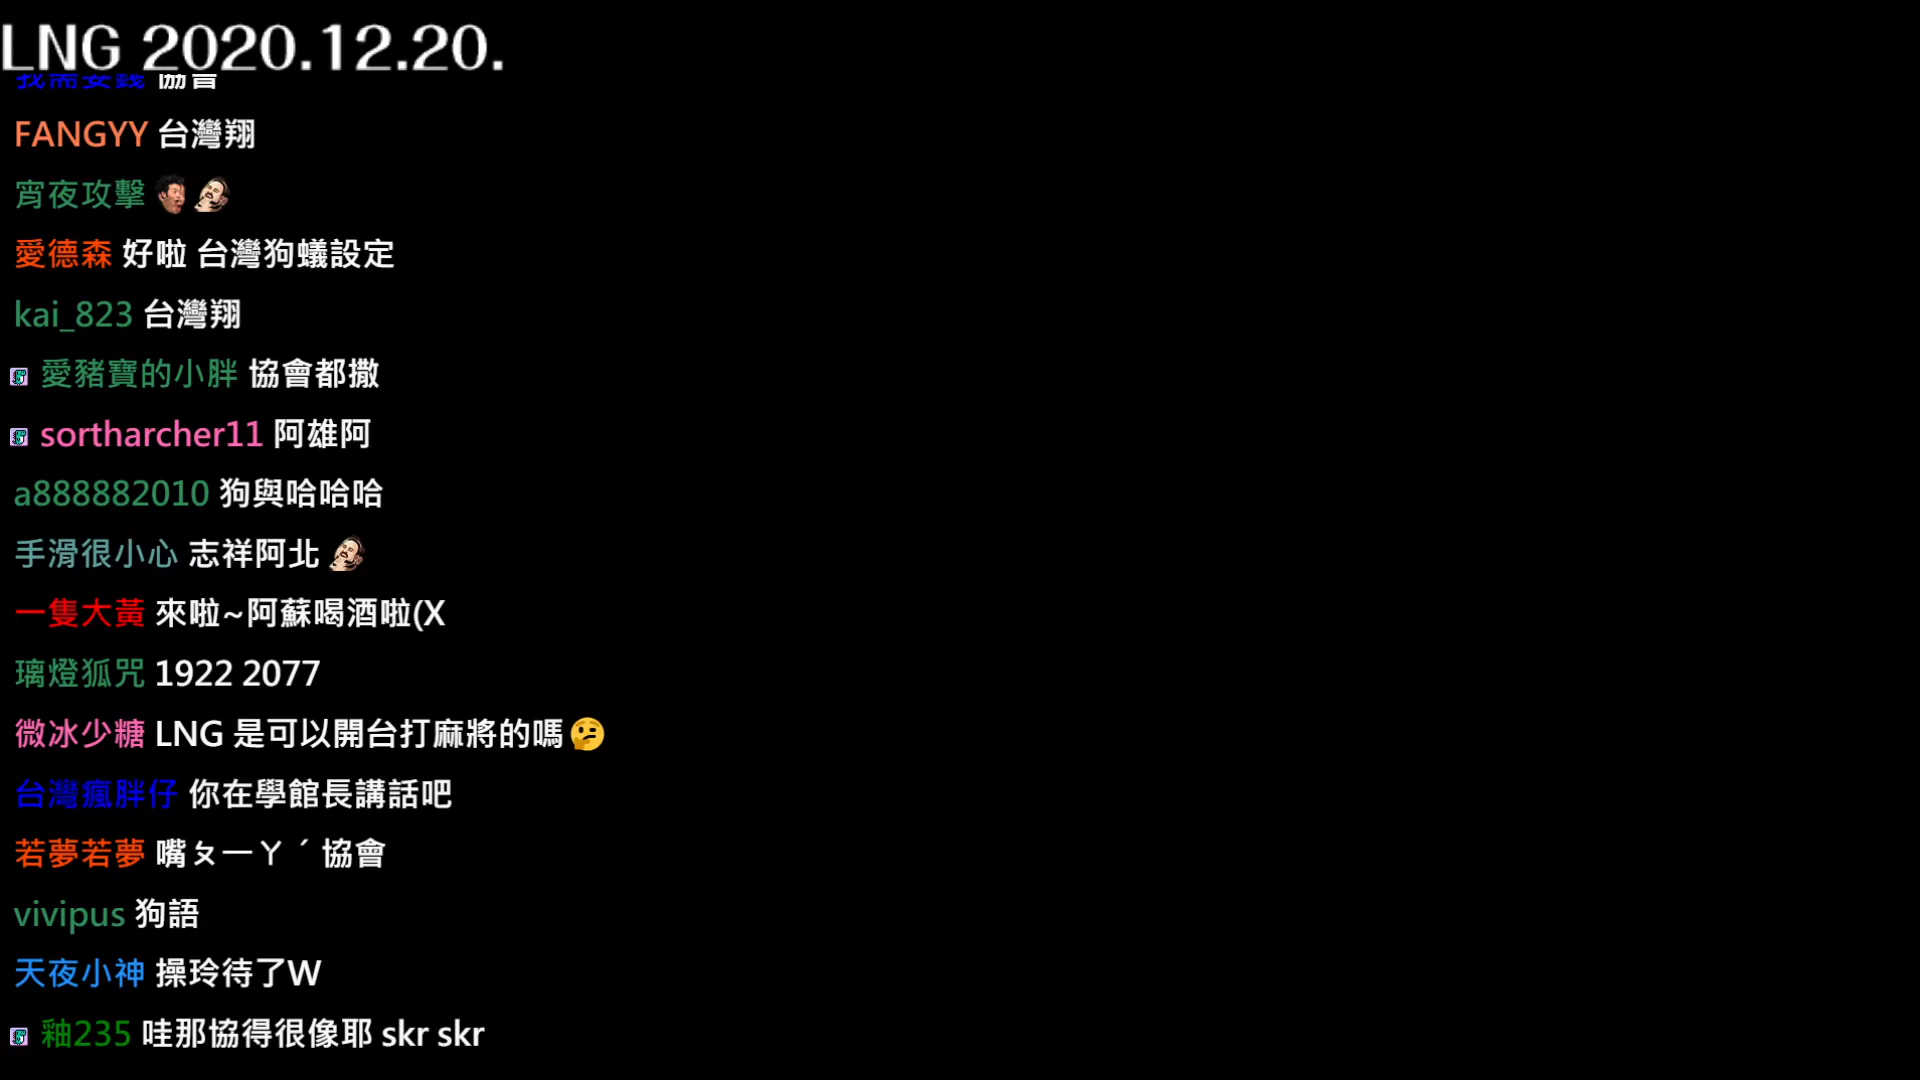 LNG 2020.12.20.
我需要錢 協會
FANGYY 台灣翔
宵夜攻擊
愛德森 好啦 台灣狗蟻設定
kai_823 台灣翔
愛豬寶的小胖 協會都撒
sortharcher11 阿雄阿
a888882010 狗與哈哈哈
手滑很小心 志祥阿北
一隻大黃 來啦~阿蘇喝酒啦(X
璃燈狐咒 1922 2077
微冰少糖 LNG 是可以開台打麻將的嗎🤔
台灣瘋胖仔 你在學館長講話吧
若夢若夢 嘴ㄆㄧㄚˊ協會
vivipus 狗語
天夜小神 操玲待了W
釉235 哇那協得很像耶 skr skr